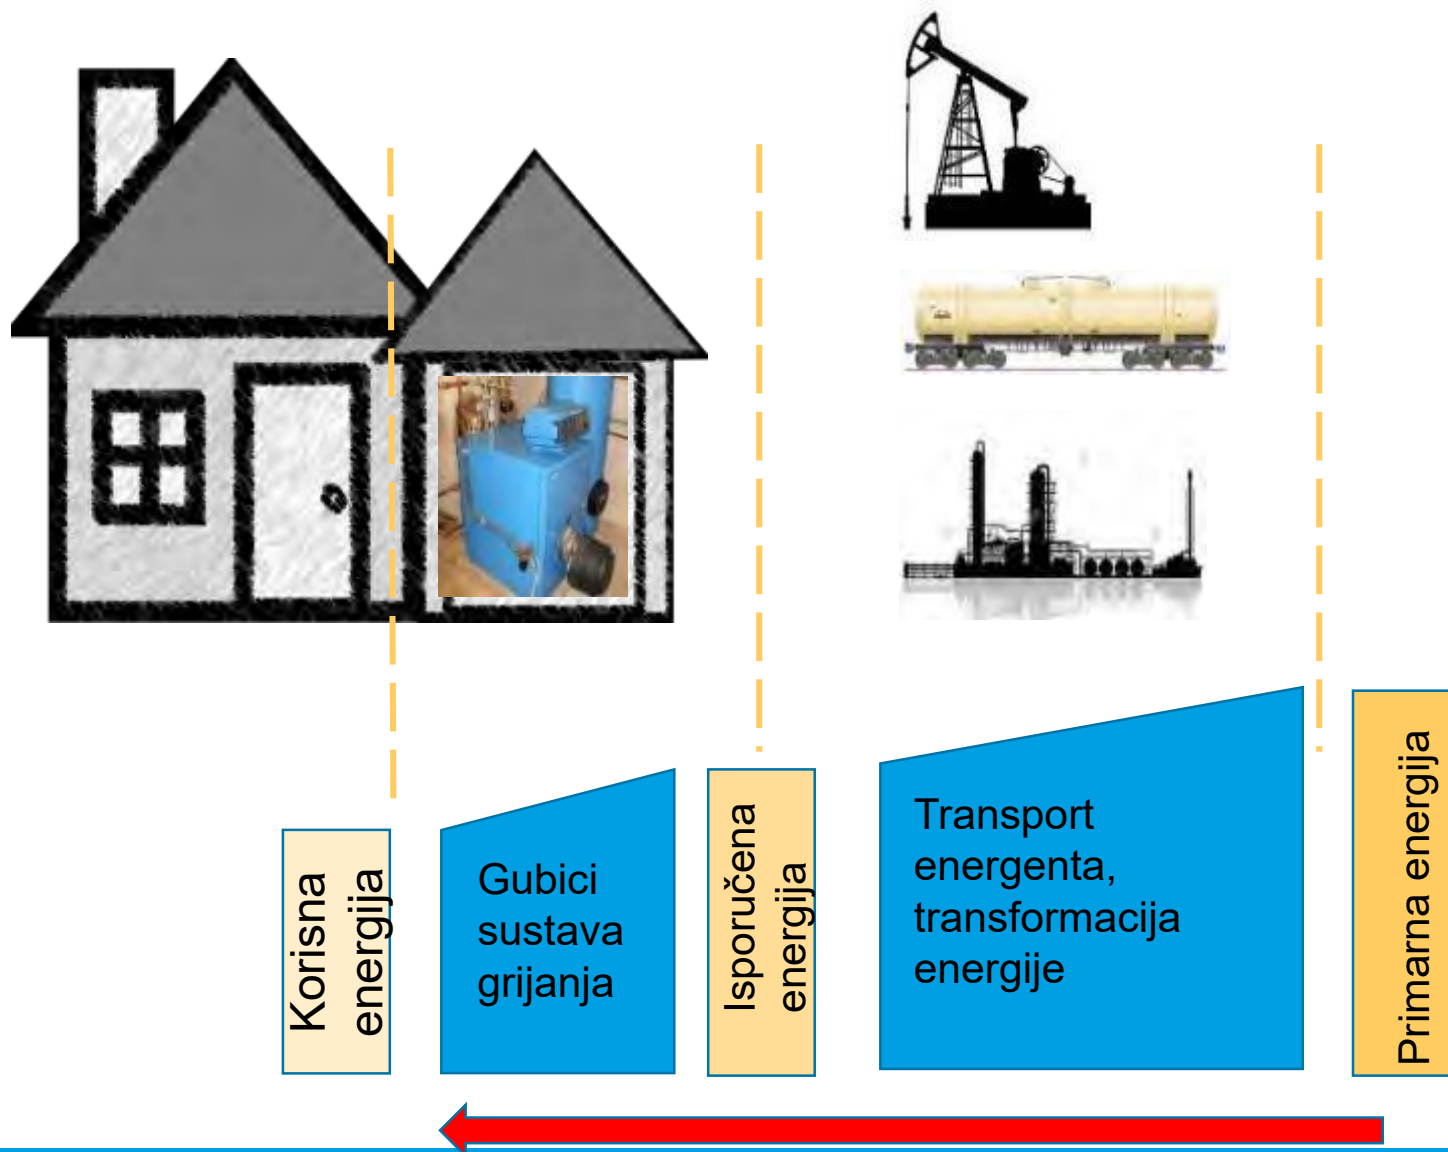 Korisna
energija
Gubici
sustava
grijanja
Isporučena
energija
Transport
energenta,
transformacija
energije
Primarna energija